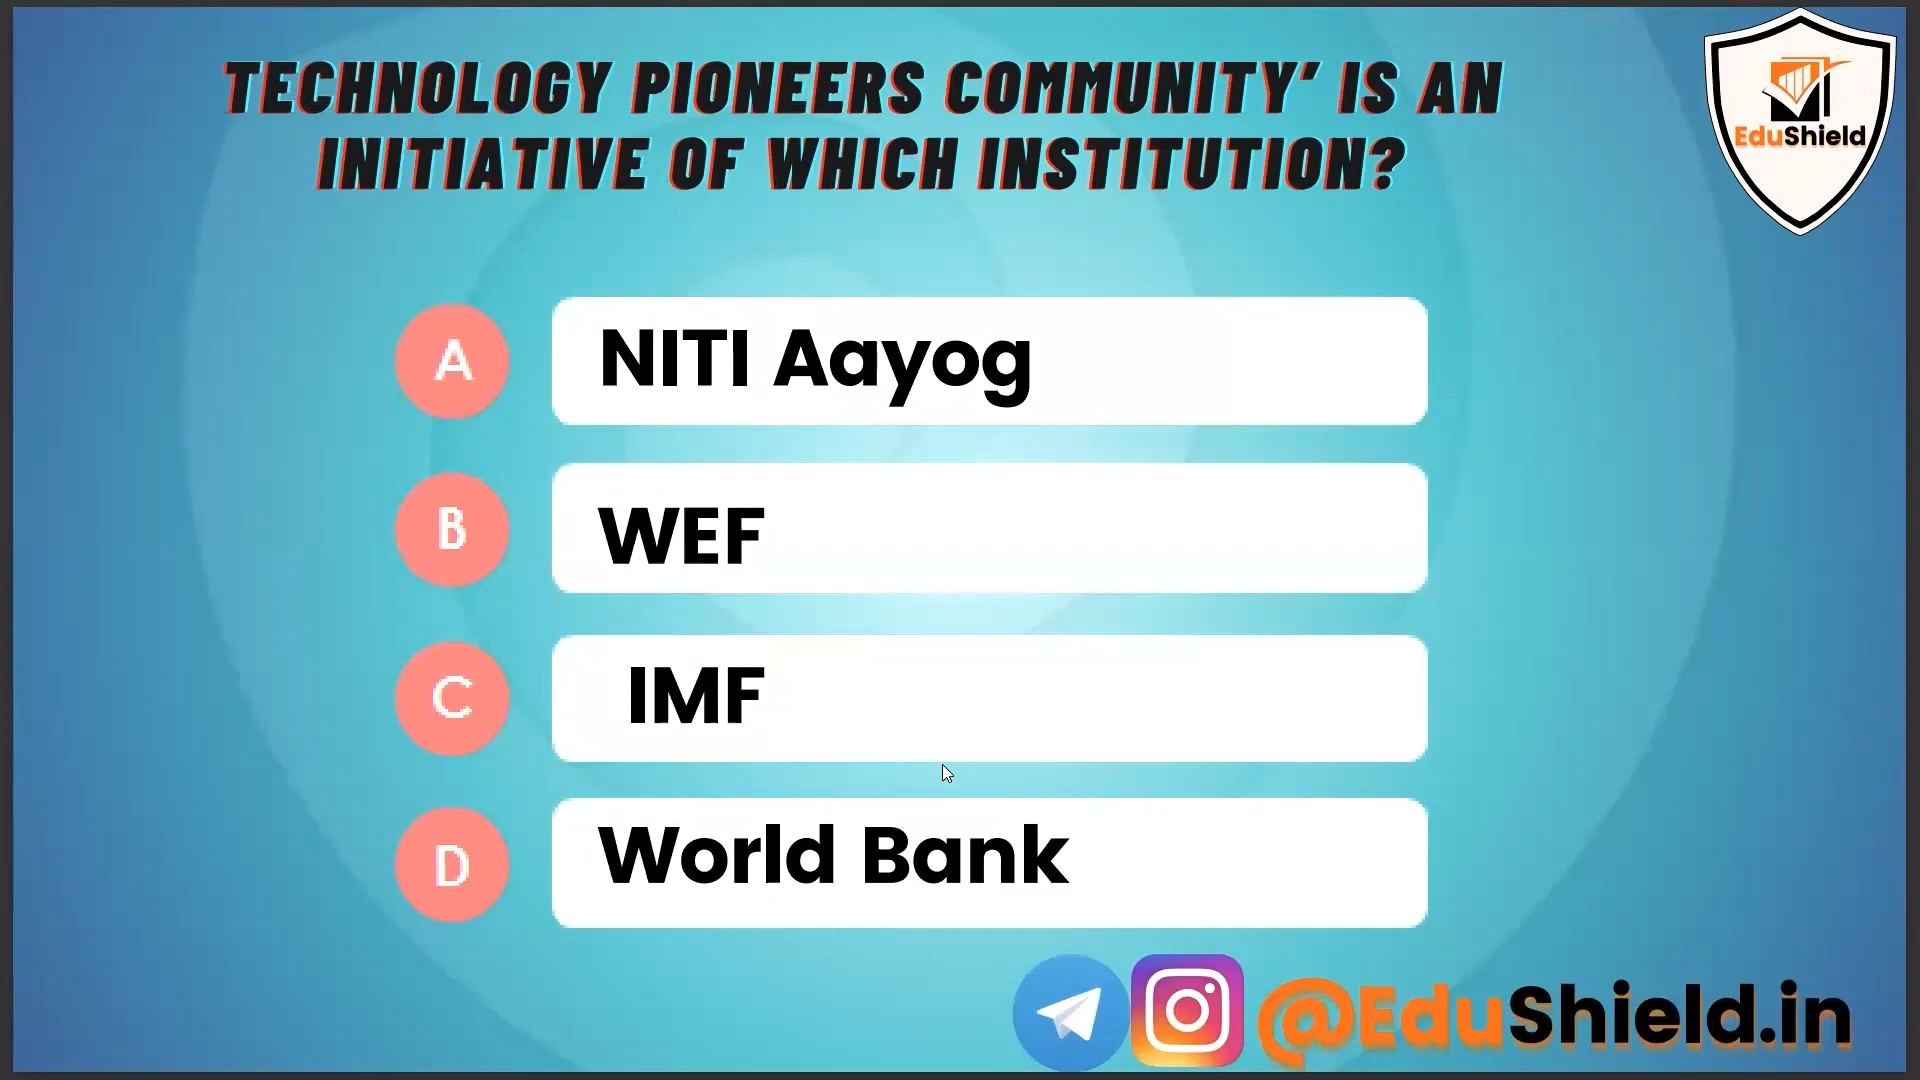 TECHNOLOGY PIONEERS COMMUNITY’ IS AN
INITIATIVE OF WHICH INSTITUTION?
EduShield
A NITI Aayog
B WEF
C IMF
D World Bank
@EduShield.in